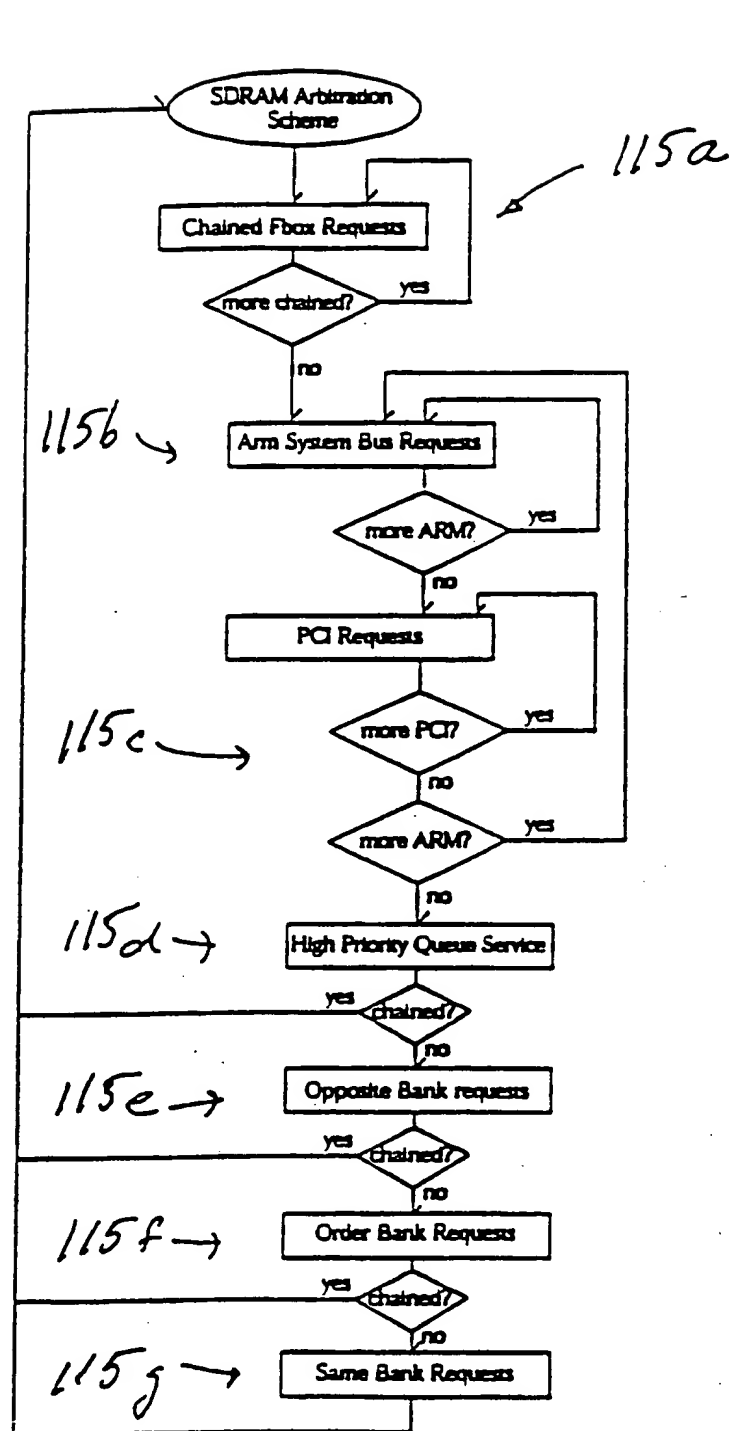 SDRAM Arbitration
Scheme
115a
Chained Fbox Requests
more chained?
yes
no
115b
Arm System Bus Requests
more ARM?
yes
no
PCI Requests
115c
more PCI?
yes
no
more ARM?
yes
no
115d
High Priority Queue Service
yes
chained?
no
115e
Opposite Bank requests
yes
chained?
no
115f
Order Bank Requests
yes
chained?
no
115g
Same Bank Requests